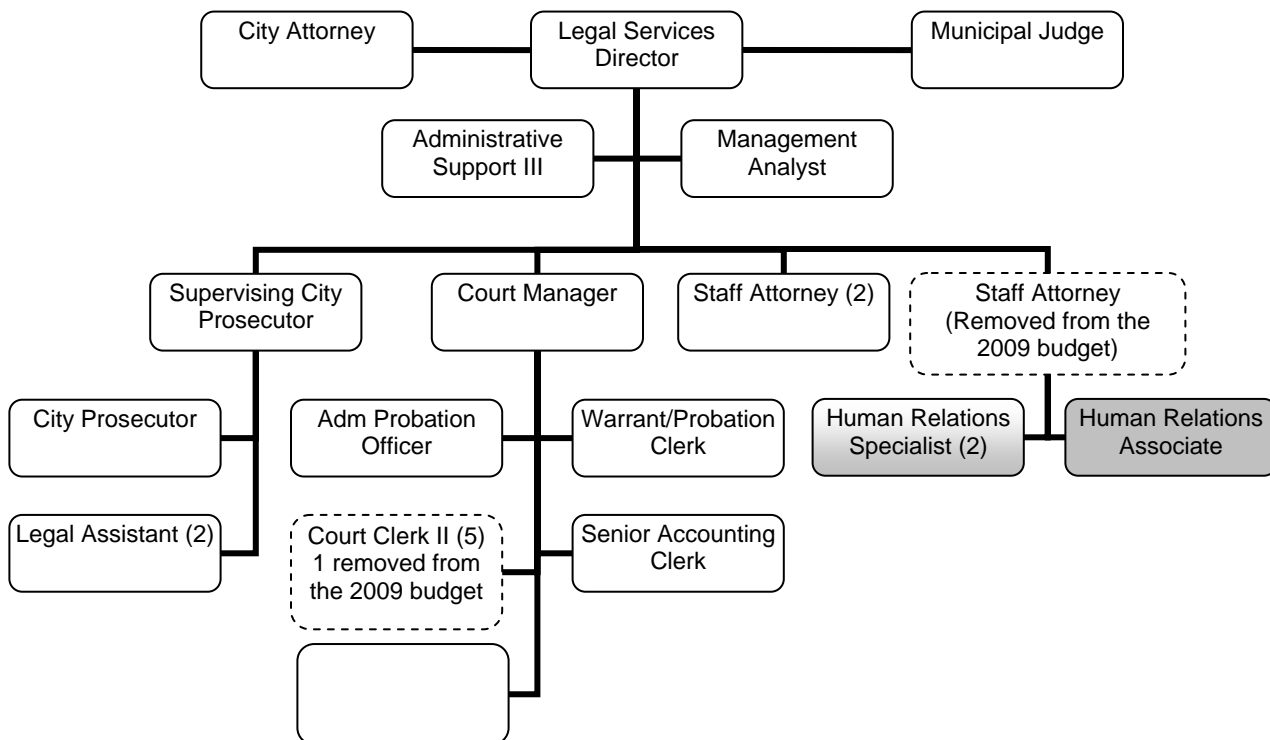 City Attorney
Legal Services
Director
Municipal Judge
Administrative
Support III
Management
Analyst
Supervising City
Prosecutor
Court Manager
Staff Attorney (2)
Staff Attorney
(Removed from the
2009 budget)
City Prosecutor
Adm Probation
Officer
Warrant/Probation
Clerk
Human Relations
Specialist (2)
Human Relations
Associate
Legal Assistant (2)
Court Clerk II (5)
1 removed from
the 2009 budget
Senior Accounting
Clerk